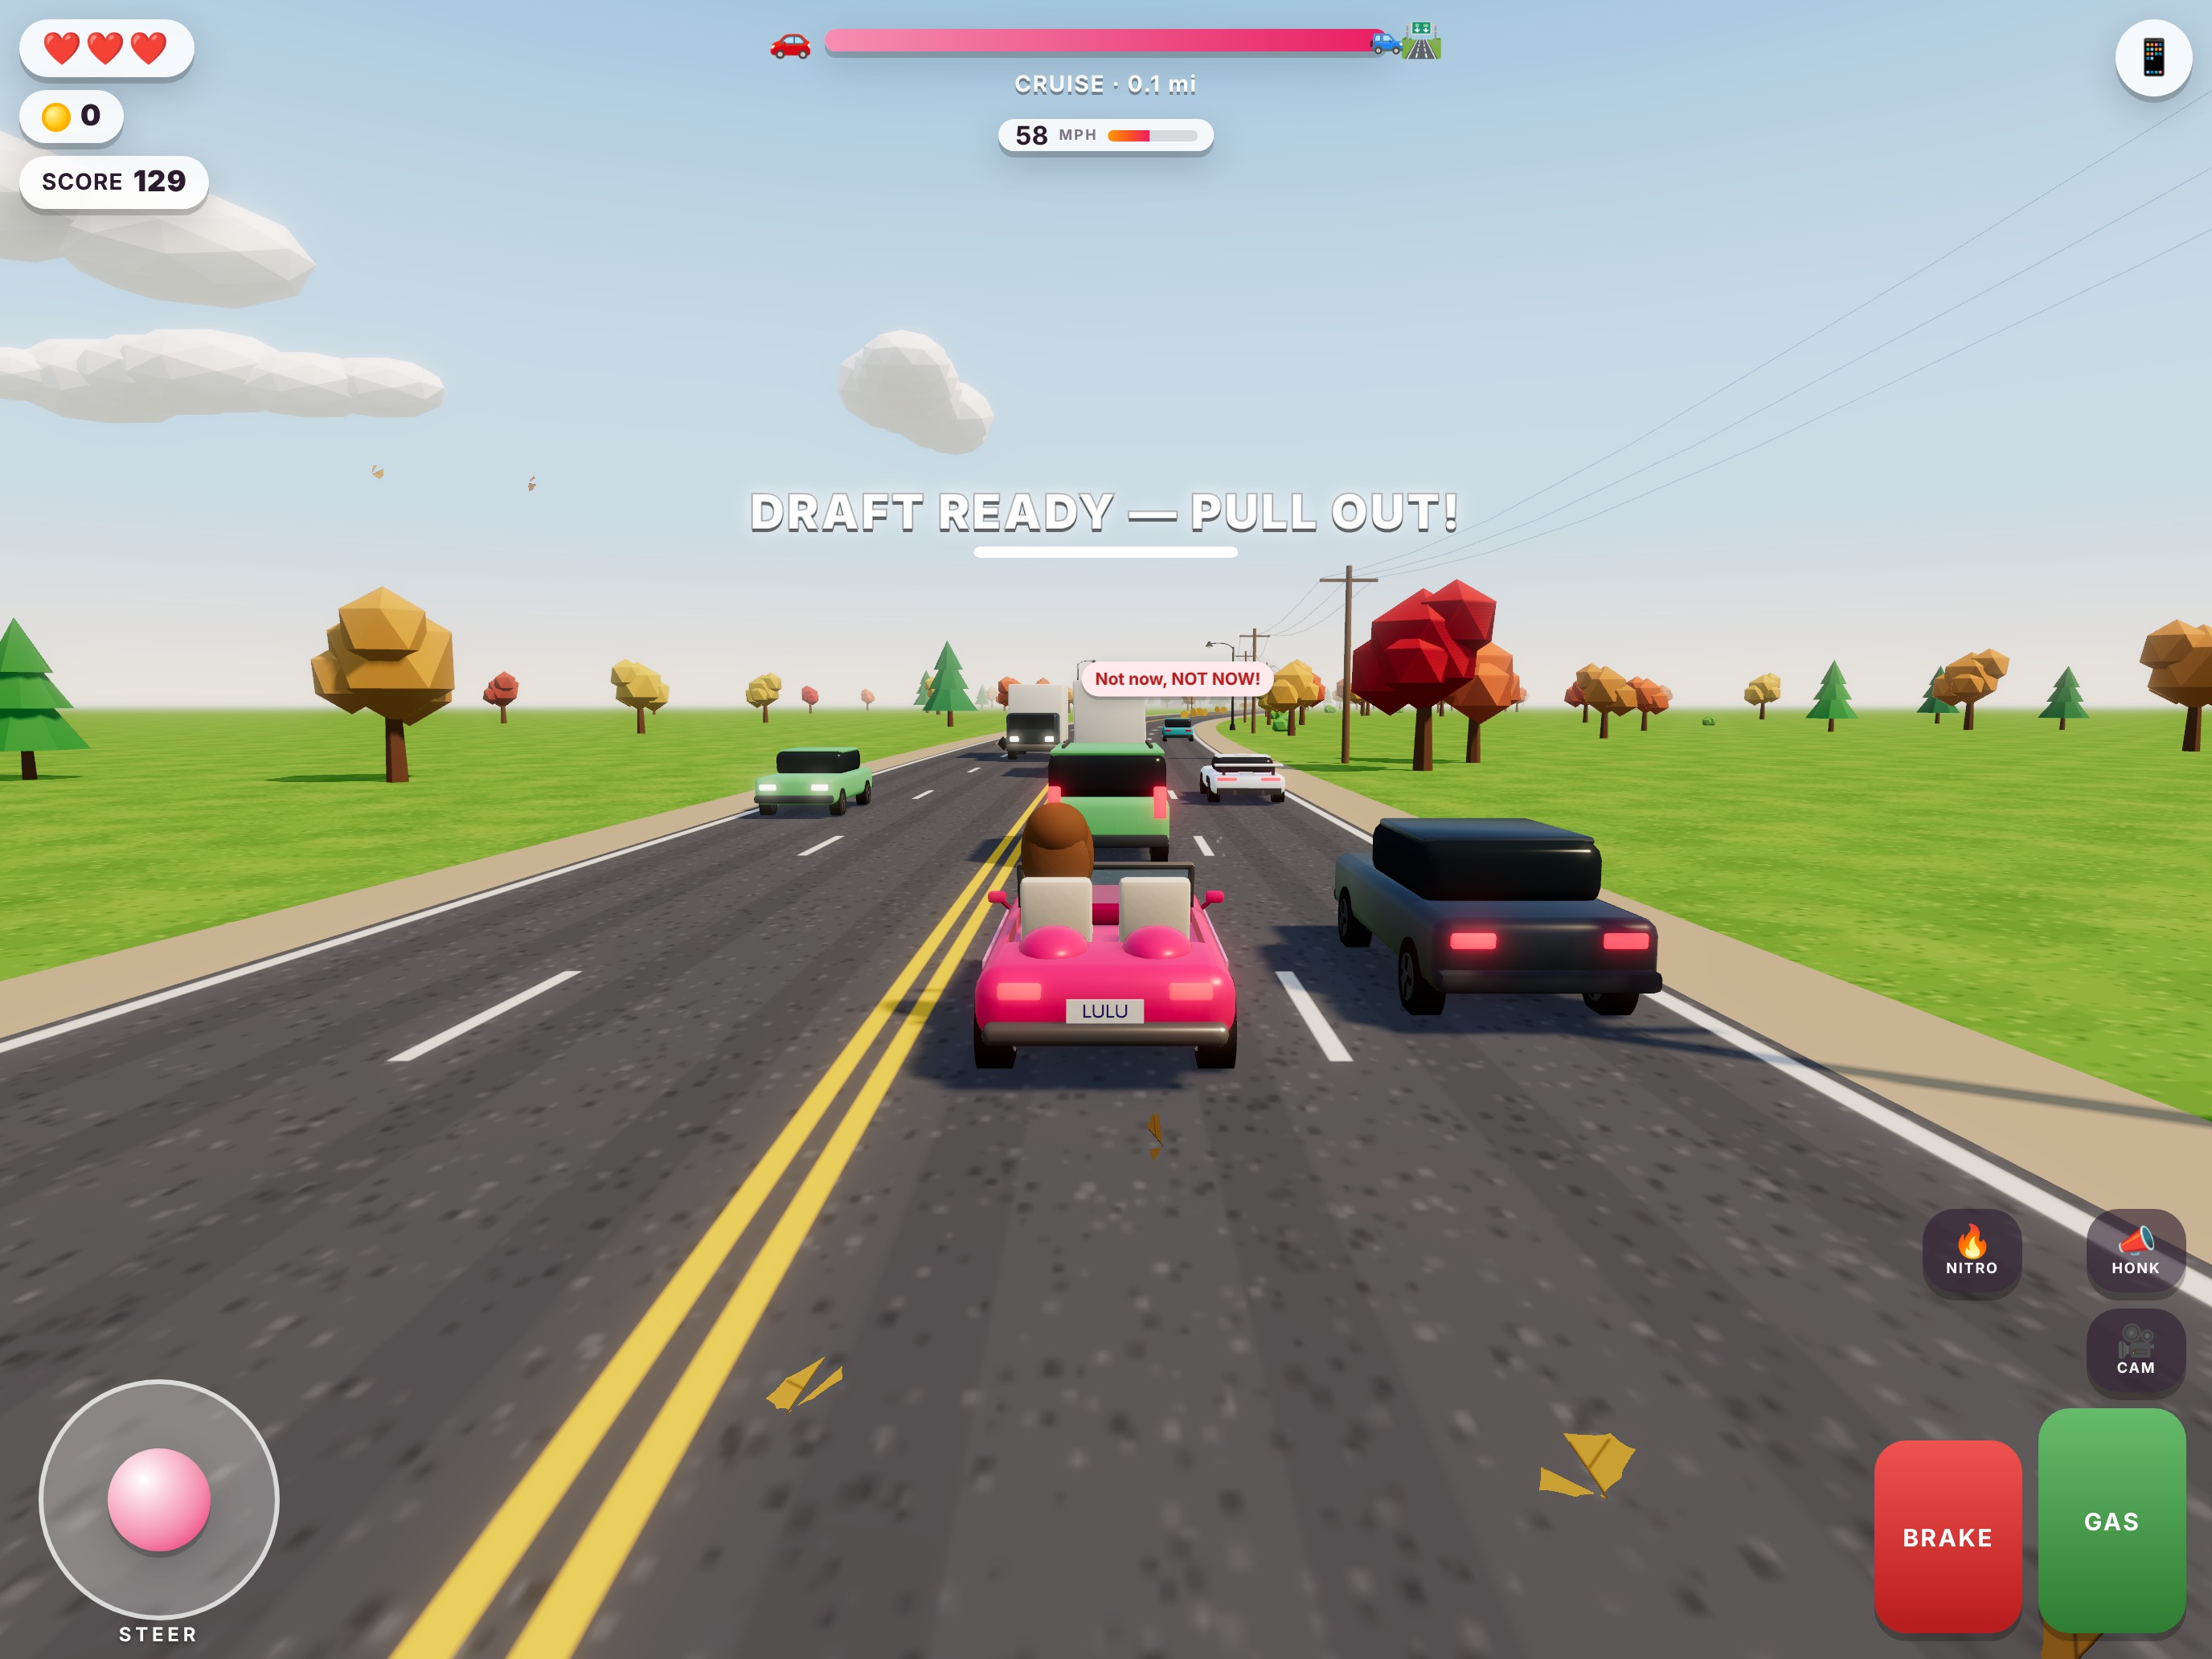 CRUISE · 0.1 mi
58 MPH
0
SCORE 129
DRAFT READY — PULL OUT!
Not now, NOT NOW!
LULU
NITRO
HONK
CAM
BRAKE
GAS
STEER